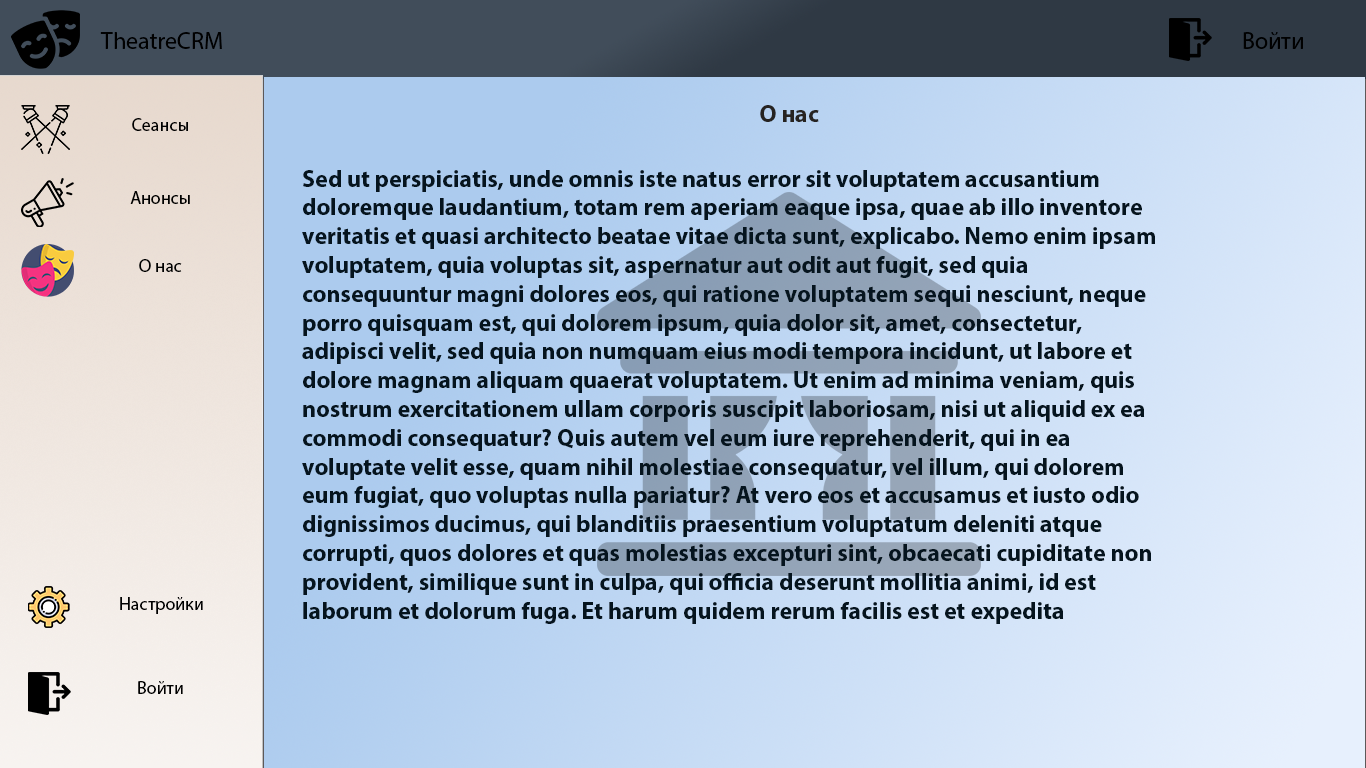 TheatreCRM
Войти
Сеансы
Анонсы
О нас
Настройки
Войти
О нас
Sed ut perspiciatis, unde omnis iste natus error sit voluptatem accusantium
doloremque laudantium, totam rem aperiam eaque ipsa, quae ab illo inventore
veritatis et quasi architecto beatae vitae dicta sunt, explicabo. Nemo enim ipsam
voluptatem, quia voluptas sit, aspernatur aut odit aut fugit, sed quia
consequuntur magni dolores eos, qui ratione voluptatem sequi nesciunt, neque
porro quisquam est, qui dolorem ipsum, quia dolor sit, amet, consectetur,
adipisci velit, sed quia non numquam eius modi tempora incidunt, ut labore et
dolore magnam aliquam quaerat voluptatem. Ut enim ad minima veniam, quis
nostrum exercitationem ullam corporis suscipit laboriosam, nisi ut aliquid ex ea
commodi consequatur? Quis autem vel eum iure reprehenderit, qui in ea
voluptate velit esse, quam nihil molestiae consequatur, vel illum, qui dolorem
eum fugiat, quo voluptas nulla pariatur? At vero eos et accusamus et iusto odio
dignissimos ducimus, qui blanditiis praesentium voluptatum deleniti atque
corrupti, quos dolores et quas molestias excepturi sint, obcaecati cupiditate non
provident, similique sunt in culpa, qui officia deserunt mollitia animi, id est
laborum et dolorum fuga. Et harum quidem rerum facilis est et expedita